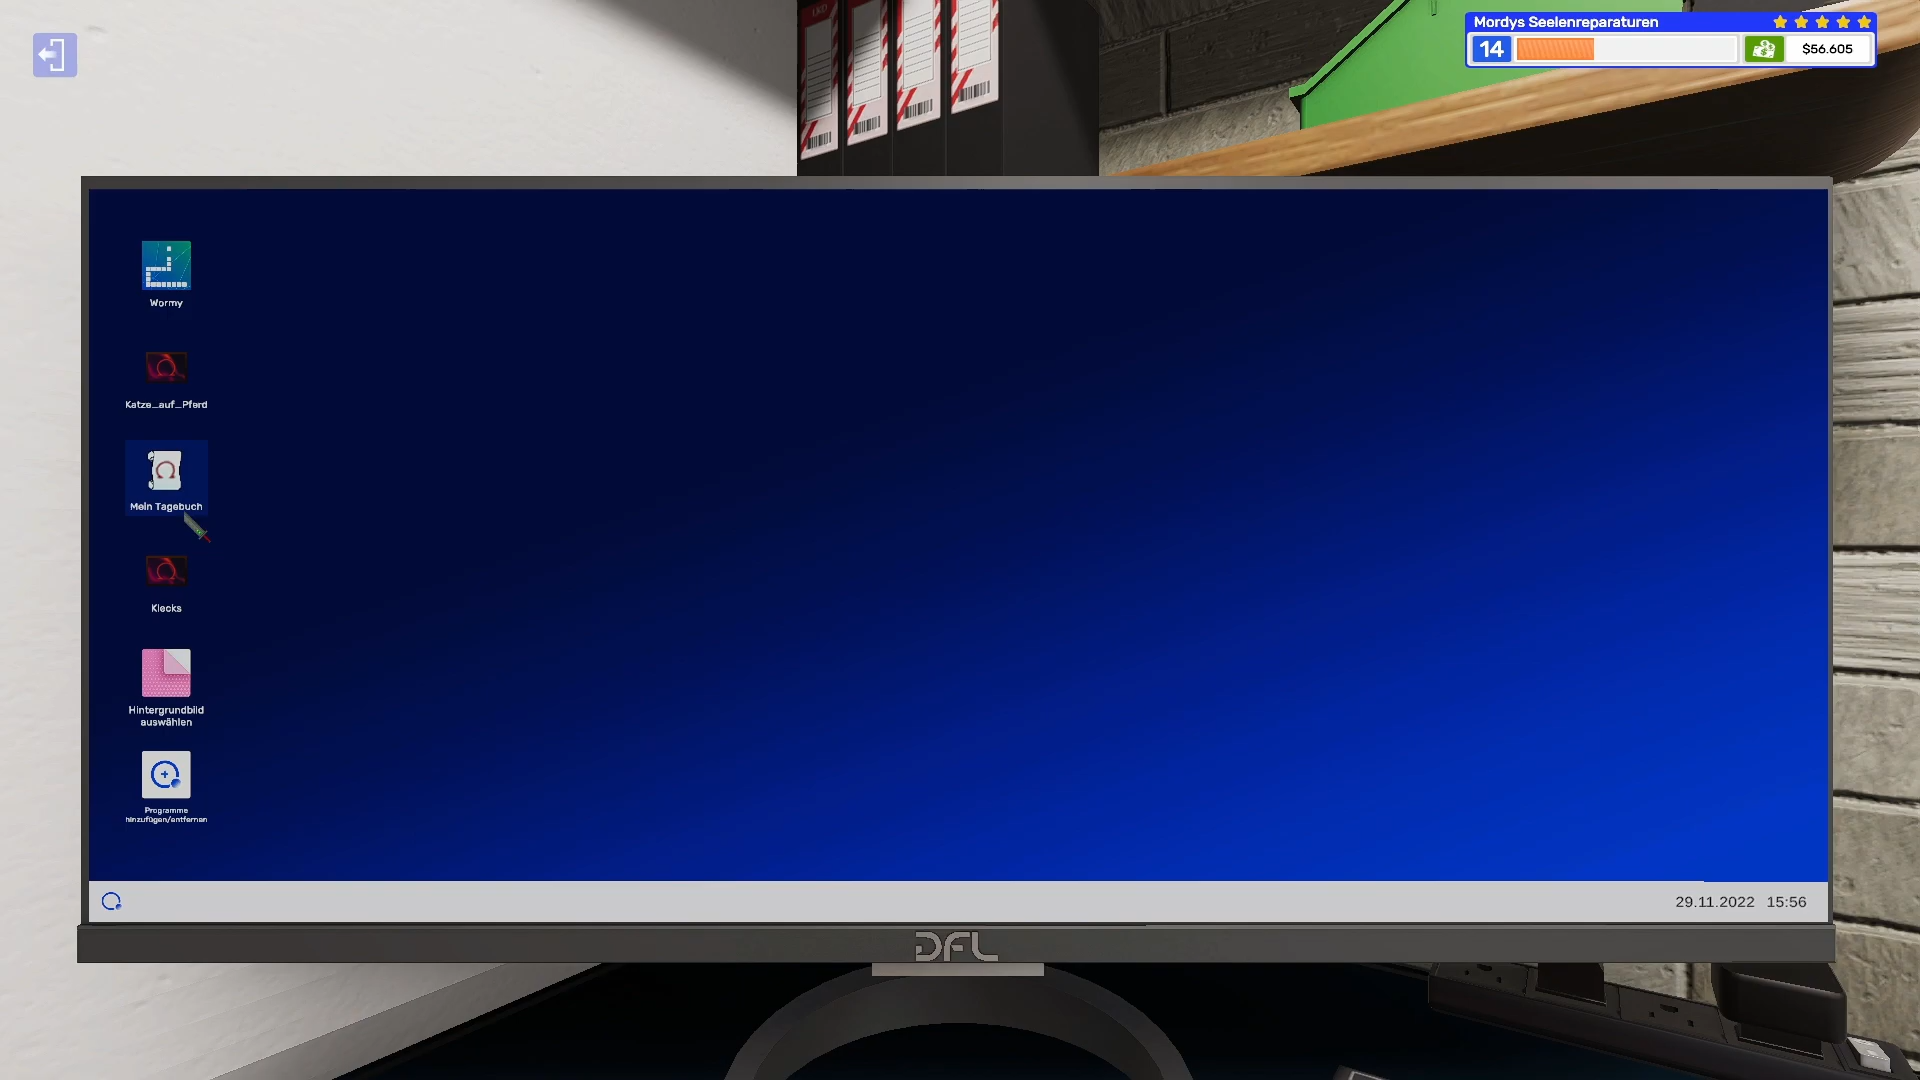 Mordys Seelenreparaturen
14
$56.605
Wormy
Katze_auf_Pferd
Mein Tagebuch
Klecks
Hintergrundbild
auswählen
Programme
hinzufügen/entfernen
29.11.2022 15:56
DFL